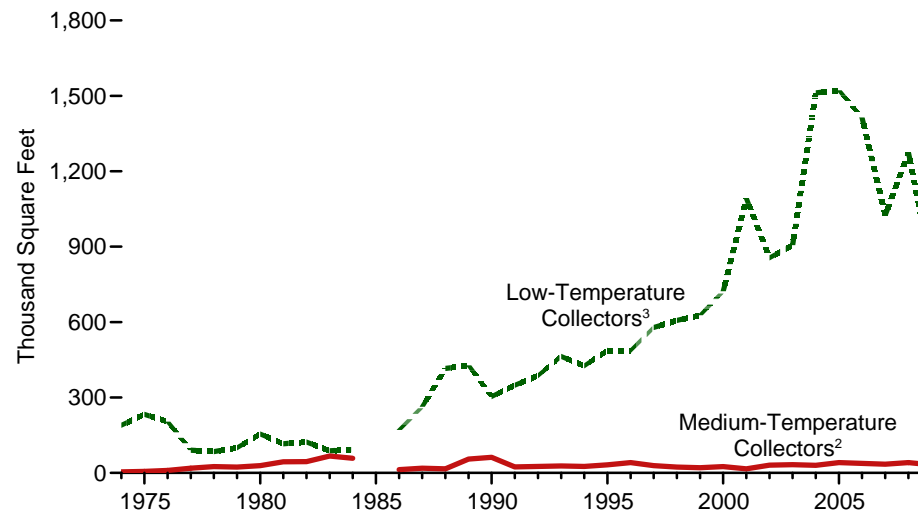 1,800
1,500
1,200
900
600
300
0
Thousand Square Feet
Low-Temperature
Collectors³
Medium-Temperature
Collectors²
1975 1980 1985 1990 1995 2000 2005